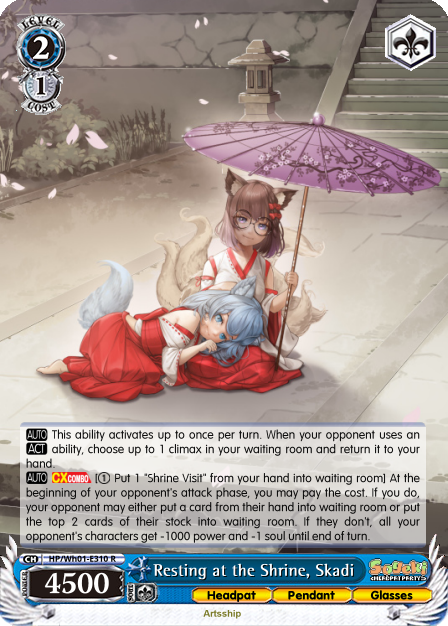 LEVEL
2
1
COST
AUTO This ability activates up to once per turn. When your opponent uses an
ACT ability, choose up to 1 climax in your waiting room and return it to your
hand.
AUTO CXCOMBO [① Put 1 "Shrine Visit" from your hand into waiting room] At the
beginning of your opponent's attack phase, you may pay the cost. If you do,
your opponent may either put a card from their hand into waiting room or put
the top 2 cards of their stock into waiting room. If they don't, all your
opponent's characters get -1000 power and -1 soul until end of turn.
CH HP/Wh01-E310 R
POWER 4500 SOUL
Resting at the Shrine, Skadi
Sayeki
HEADPATPARTY
Headpat Pendant Glasses
Artsship